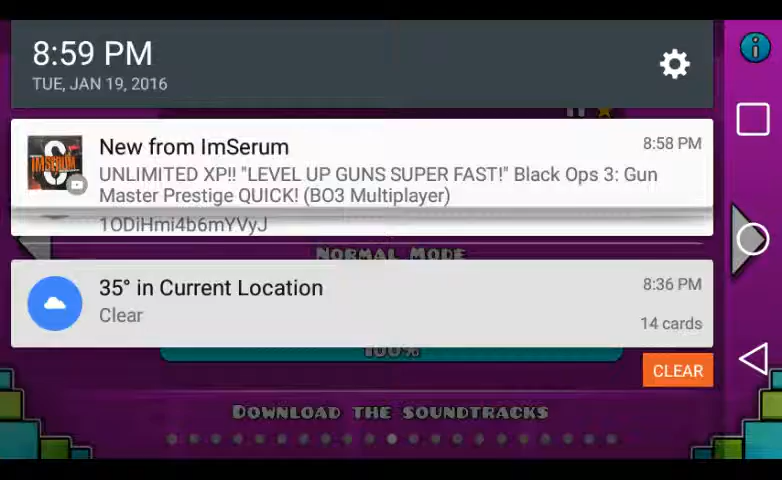 8:59 PM
TUE, JAN 19, 2016
New from ImSerum
8:58 PM
UNLIMITED XP!! "LEVEL UP GUNS SUPER FAST!" Black Ops 3: Gun
Master Prestige QUICK! (BO3 Multiplayer)
1ODiHmi4b6mYVyJ
NORMAL MODE
35° in Current Location
8:36 PM
Clear
14 cards
100%
CLEAR
DOWNLOAD THE SOUNDTRACKS